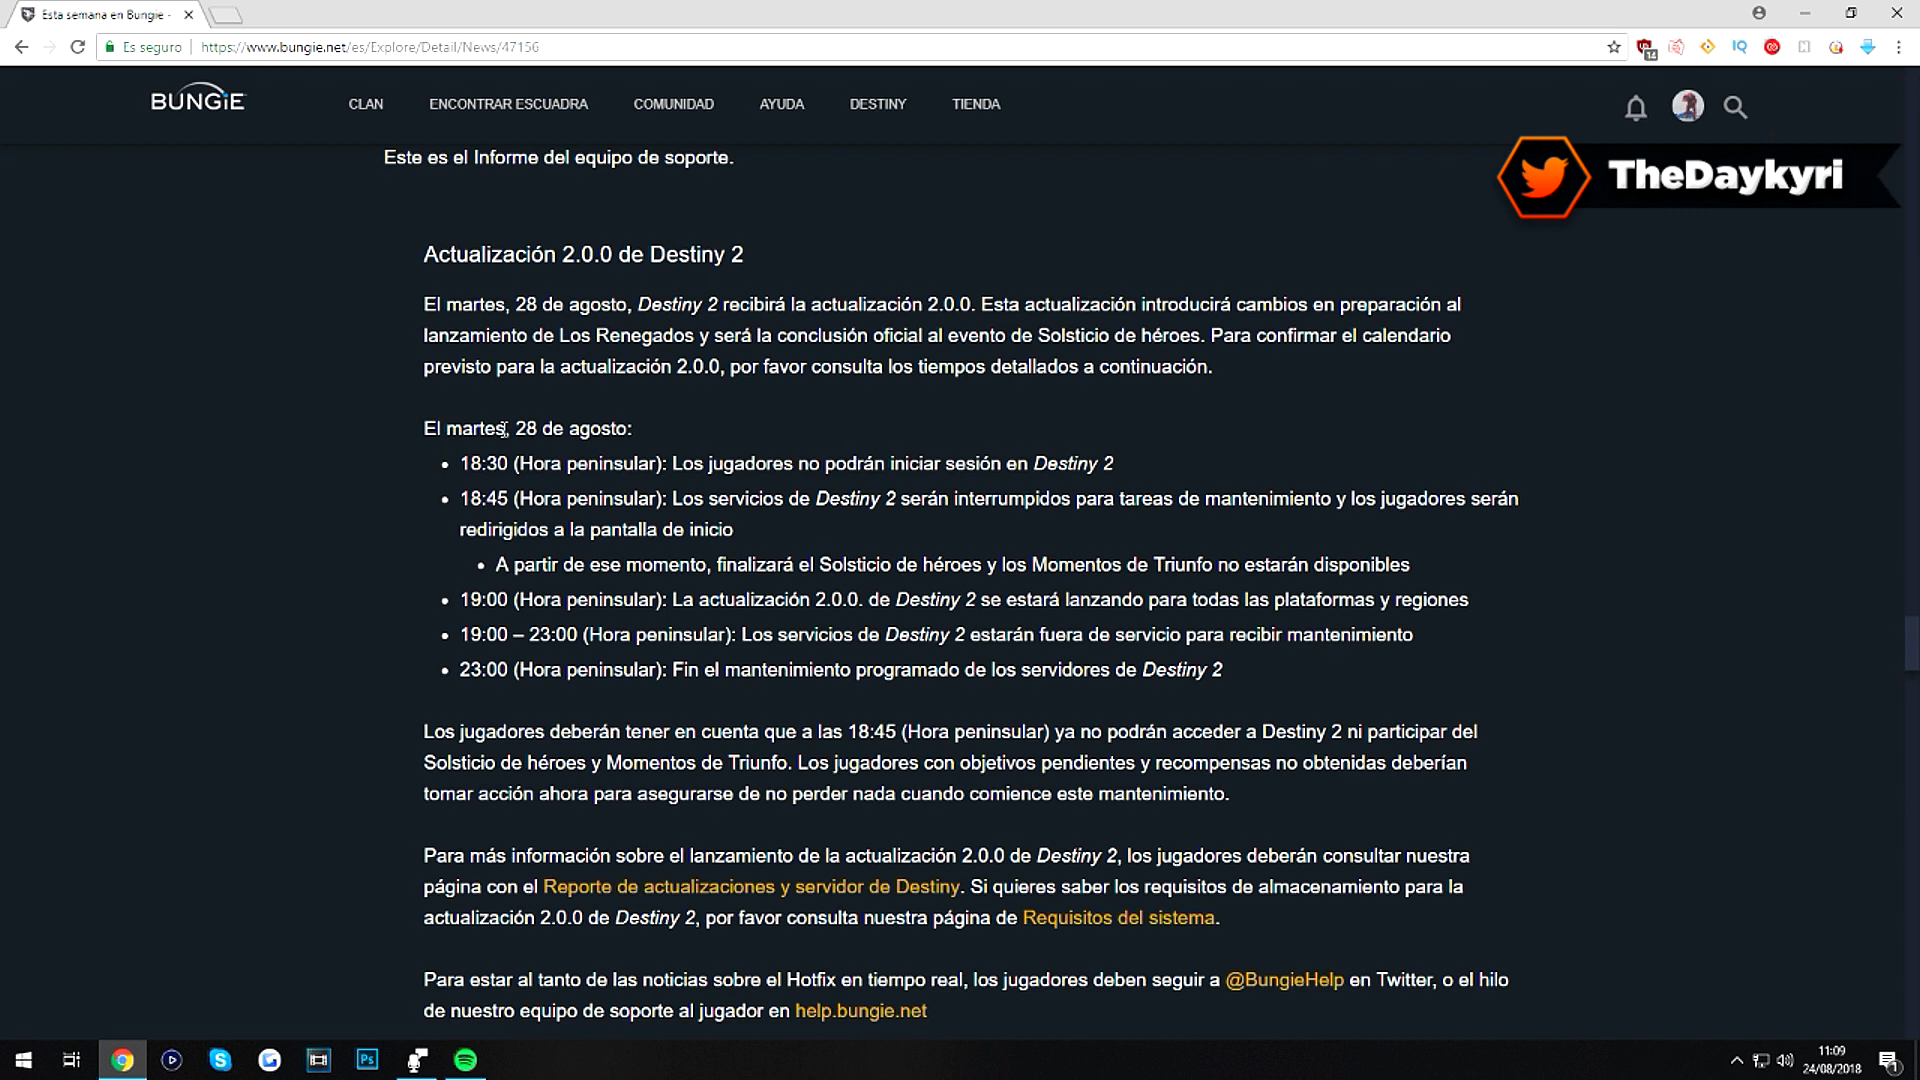 Esta semana en Bungie -
Es seguro
https://www.bungie.net/es/Explore/Detail/News/47156
14
IQ
BUNGiE
CLAN
ENCONTRAR ESCUADRA
COMUNIDAD
AYUDA
DESTINY
TIENDA
Este es el Informe del equipo de soporte.
TheDaykyri
Actualización 2.0.0 de Destiny 2
El martes, 28 de agosto, Destiny 2 recibirá la actualización 2.0.0. Esta actualización introducirá cambios en preparación al
lanzamiento de Los Renegados y será la conclusión oficial al evento de Solsticio de héroes. Para confirmar el calendario
previsto para la actualización 2.0.0, por favor consulta los tiempos detallados a continuación.
El martes, 28 de agosto:
• 18:30 (Hora peninsular): Los jugadores no podrán iniciar sesión en Destiny 2
• 18:45 (Hora peninsular): Los servicios de Destiny 2 serán interrumpidos para tareas de mantenimiento y los jugadores serán
redirigidos a la pantalla de inicio
• A partir de ese momento, finalizará el Solsticio de héroes y los Momentos de Triunfo no estarán disponibles
• 19:00 (Hora peninsular): La actualización 2.0.0. de Destiny 2 se estará lanzando para todas las plataformas y regiones
• 19:00 – 23:00 (Hora peninsular): Los servicios de Destiny 2 estarán fuera de servicio para recibir mantenimiento
• 23:00 (Hora peninsular): Fin el mantenimiento programado de los servidores de Destiny 2
Los jugadores deberán tener en cuenta que a las 18:45 (Hora peninsular) ya no podrán acceder a Destiny 2 ni participar del
Solsticio de héroes y Momentos de Triunfo. Los jugadores con objetivos pendientes y recompensas no obtenidas deberían
tomar acción ahora para asegurarse de no perder nada cuando comience este mantenimiento.
Para más información sobre el lanzamiento de la actualización 2.0.0 de Destiny 2, los jugadores deberán consultar nuestra
página con el Reporte de actualizaciones y servidor de Destiny. Si quieres saber los requisitos de almacenamiento para la
actualización 2.0.0 de Destiny 2, por favor consulta nuestra página de Requisitos del sistema.
Para estar al tanto de las noticias sobre el Hotfix en tiempo real, los jugadores deben seguir a @BungieHelp en Twitter, o el hilo
de nuestro equipo de soporte al jugador en help.bungie.net
Ps
11:09
24/08/2018
1